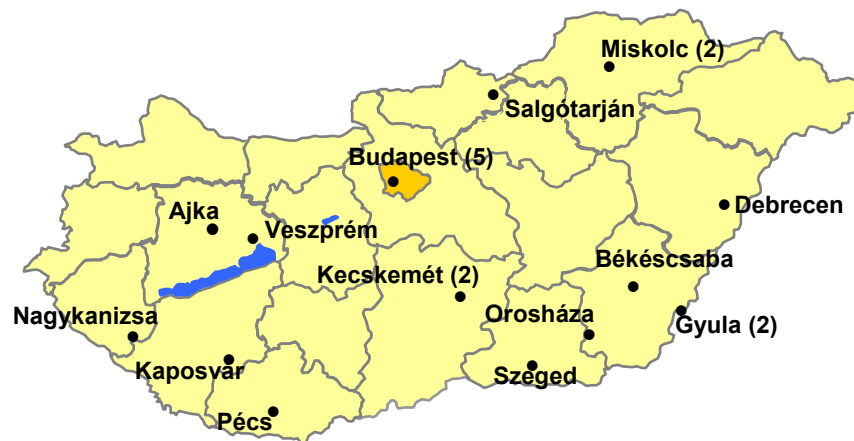 Miskolc (2)
Salgótarján
Budapest (5)
Debrecen
Ajka
Veszprém
Békéscsaba
Kecskemét (2)
Nagykanizsa
Orosháza
Gyula (2)
Kaposvár
Szeged
Pécs